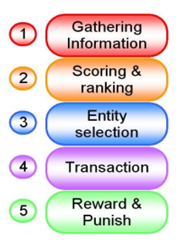 1 Gathering
Information
2 Scoring &
ranking
3 Entity
selection
4 Transaction
5 Reward &
Punish